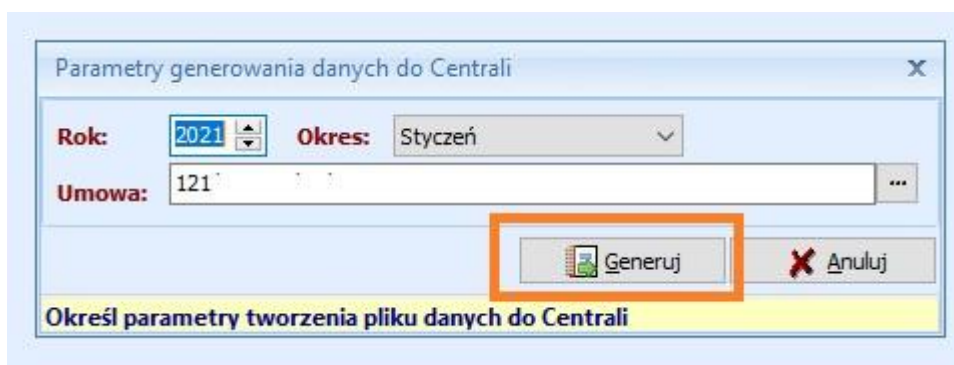 Parametry generowania danych do Centrali
Rok: 2021 Okres: Styczeń
Umowa: 121 ...
Generuj Anuluj
Określ parametry tworzenia pliku danych do Centrali